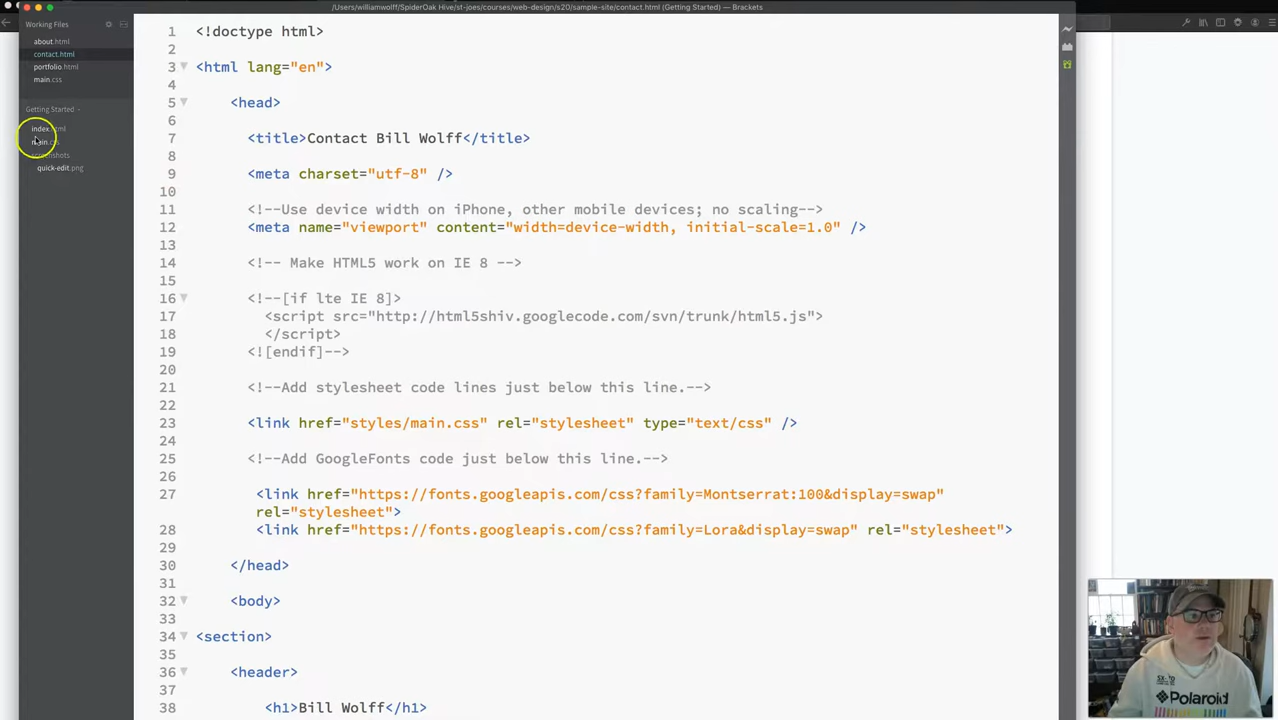 /Users/williamwolff/SpiderOak Hive/st-joes/courses/web-design/s20/sample-site/contact.html (Getting Started) — Brackets
Working Files
about.html
contact.html
portfolio.html
main.css
Getting Started
index.html
main.css
screenshots
quick-edit.png
1 <!doctype html>
2
3 <html lang="en">
4
5 <head>
6
7 <title>Contact Bill Wolff</title>
8
9 <meta charset="utf-8" />
10
11 <!--Use device width on iPhone, other mobile devices; no scaling-->
12 <meta name="viewport" content="width=device-width, initial-scale=1.0" />
13
14 <!-- Make HTML5 work on IE 8 -->
15
16 <!--[if lte IE 8]>
17 <script src="http://html5shiv.googlecode.com/svn/trunk/html5.js">
18 </script>
19 <![endif]-->
20
21 <!--Add stylesheet code lines just below this line.-->
22
23 <link href="styles/main.css" rel="stylesheet" type="text/css" />
24
25 <!--Add GoogleFonts code just below this line.-->
26
27 <link href="https://fonts.googleapis.com/css?family=Montserrat:100&display=swap"
rel="stylesheet">
28 <link href="https://fonts.googleapis.com/css?family=Lora&display=swap" rel="stylesheet">
29
30 </head>
31
32 <body>
33
34 <section>
35
36 <header>
37
38 <h1>Bill Wolff</h1>
SX-70
Polaroid